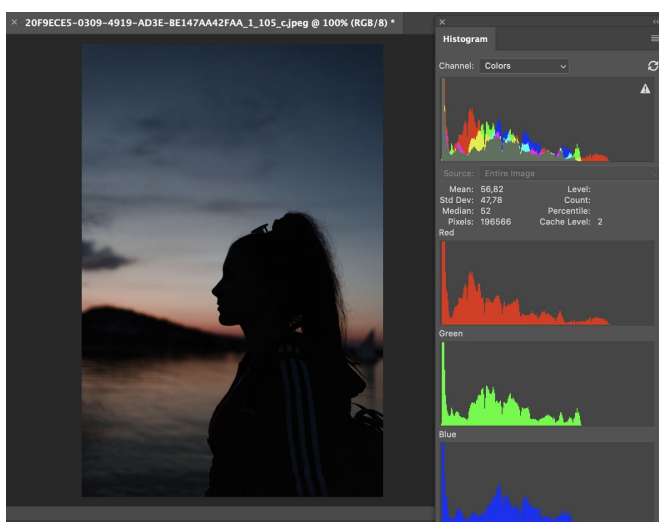 × 20F9ECE5-0309-4919-AD3E-BE147AA42FAA_1_105_c.jpeg @ 100% (RGB/8) *
Histogram
Channel: Colors
Source: Entire Image
Mean: 56,82 Level:
Std Dev: 47,78 Count:
Median: 52 Percentile:
Pixels: 196566 Cache Level: 2
Red
Green
Blue